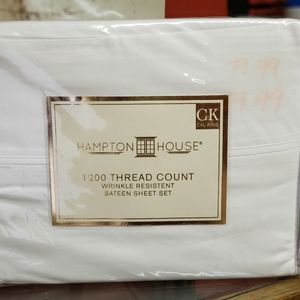 CK
CAL KING
HAMPTON HOUSE®
1200 THREAD COUNT
WRINKLE RESISTENT
SATEEN SHEET SET